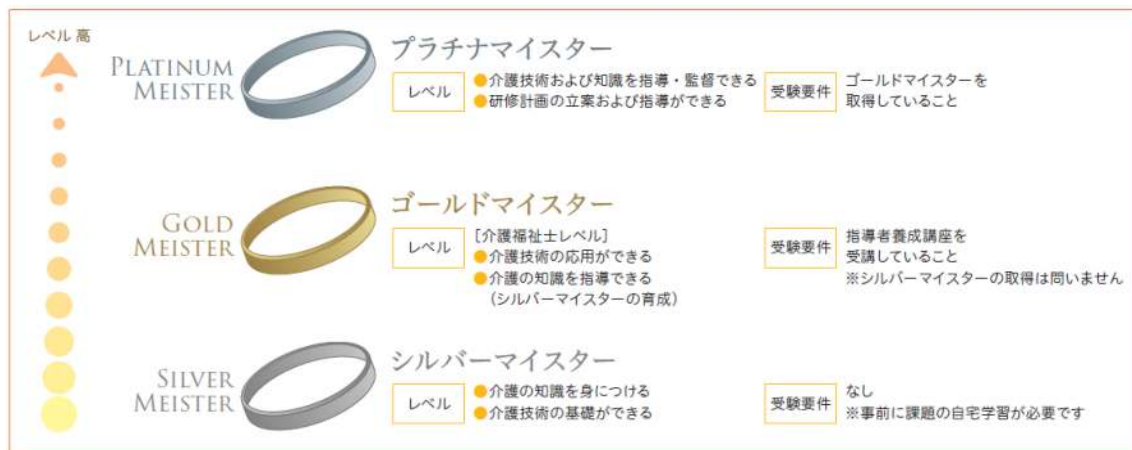 レベル 高
PLATINUM
MEISTER
プラチナマイスター
レベル
●介護技術および知識を指導・監督できる
●研修計画の立案および指導ができる
受験要件
ゴールドマイスターを
取得していること
GOLD
MEISTER
ゴールドマイスター
レベル
[介護福祉士レベル]
●介護技術の応用ができる
●介護の知識を指導できる
(シルバーマイスターの育成)
受験要件
指導者養成講座を
受講していること
※シルバーマイスターの取得は問いません
SILVER
MEISTER
シルバーマイスター
レベル
●介護の知識を身につける
●介護技術の基礎ができる
受験要件
なし
※事前に課題の自宅学習が必要です